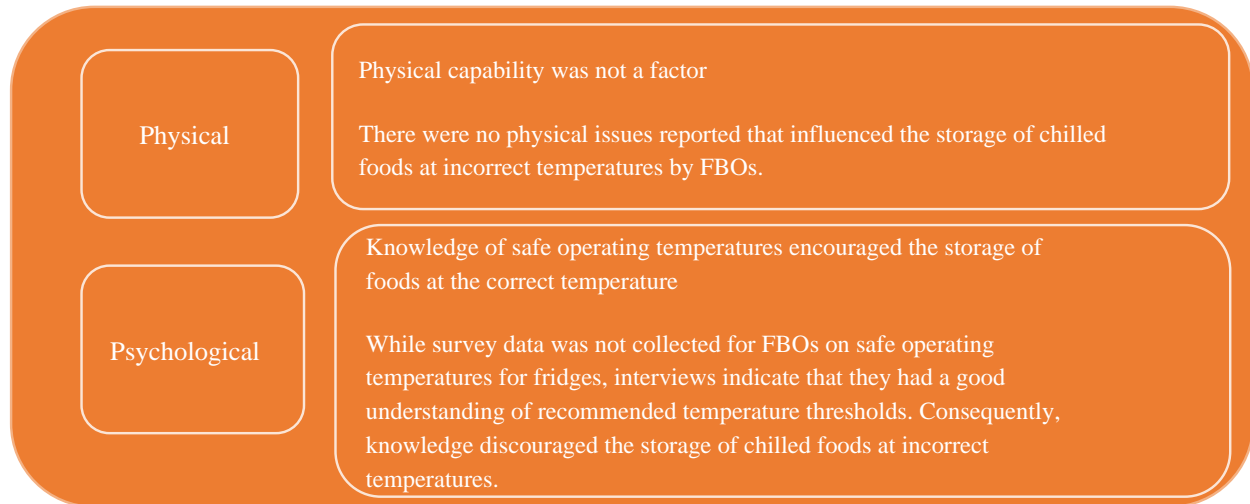 Physical
Physical capability was not a factor
There were no physical issues reported that influenced the storage of chilled
foods at incorrect temperatures by FBOs.
Psychological
Knowledge of safe operating temperatures encouraged the storage of
foods at the correct temperature
While survey data was not collected for FBOs on safe operating
temperatures for fridges, interviews indicate that they had a good
understanding of recommended temperature thresholds. Consequently,
knowledge discouraged the storage of chilled foods at incorrect
temperatures.